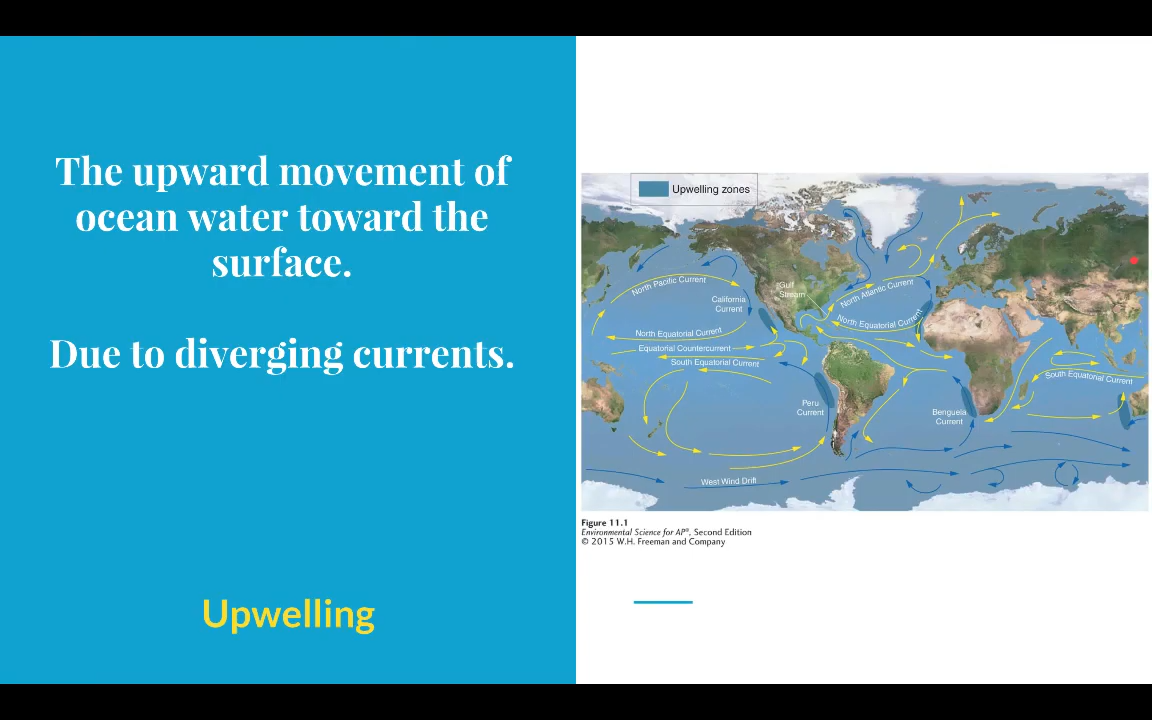 The upward movement of
ocean water toward the
surface.
Due to diverging currents.
Upwelling
Upwelling zones
North Pacific Current
California
Current
Gulf
Stream
North Atlantic Current
North Equatorial Current
North Equatorial Current
Equatorial Countercurrent
South Equatorial Current
South Equatorial Current
Peru
Current
Benguela
Current
West Wind Drift
Figure 11.1
Environmental Science for AP®, Second Edition
© 2015 W.H. Freeman and Company